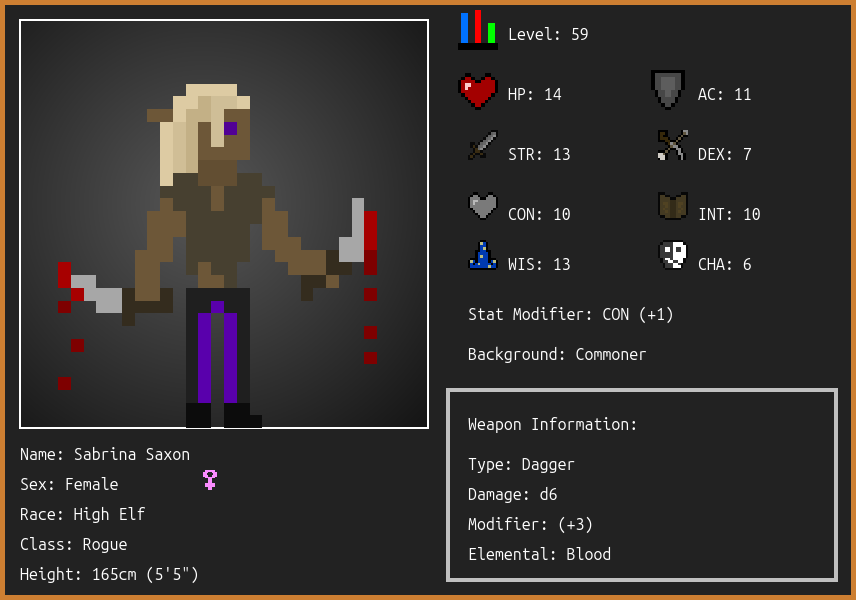 Level: 59
HP: 14
AC: 11
STR: 13
DEX: 7
CON: 10
INT: 10
WIS: 13
CHA: 6
Stat Modifier: CON (+1)
Background: Commoner
Weapon Information:
Type: Dagger
Damage: d6
Modifier: (+3)
Elemental: Blood
Name: Sabrina Saxon
Sex: Female
Race: High Elf
Class: Rogue
Height: 165cm (5'5")